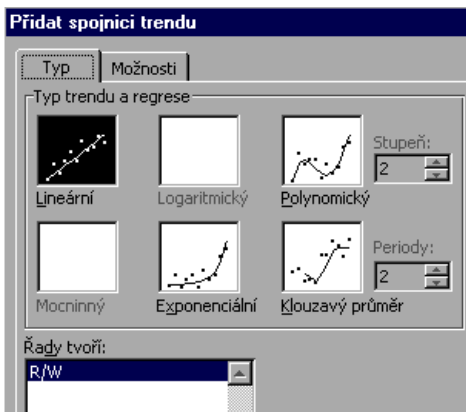 Přidat spojnici trendu
Typ
Možnosti
Typ trendu a regrese
Stupeň:
2
Lineární
Logaritmický
Polynomický
Periody:
2
Mocninný
Exponenciální
Klouzavý průměr
Řady tvoří:
R/W